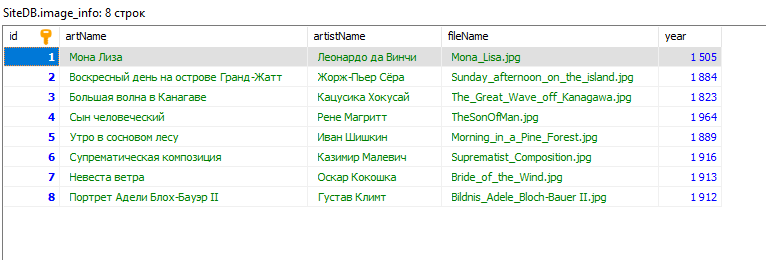 SiteDB.image_info: 8 строк
id artName artistName fileName year
1 Мона Лиза Леонардо да Винчи Mona_Lisa.jpg 1 505
2 Воскресный день на острове Гранд-Жатт Жорж-Пьер Сёра Sunday_afternoon_on_the_island.jpg 1 884
3 Большая волна в Канагаве Кацусика Хокусай The_Great_Wave_off_Kanagawa.jpg 1 823
4 Сын человеческий Рене Магритт TheSonOfMan.jpg 1 964
5 Утро в сосновом лесу Иван Шишкин Morning_in_a_Pine_Forest.jpg 1 889
6 Супрематическая композиция Казимир Малевич Suprematist_Composition.jpg 1 916
7 Невеста ветра Оскар Кокошка Bride_of_the_Wind.jpg 1 913
8 Портрет Адели Блох-Бауэр II Густав Климт Bildnis_Adele_Bloch-Bauer II.jpg 1 912